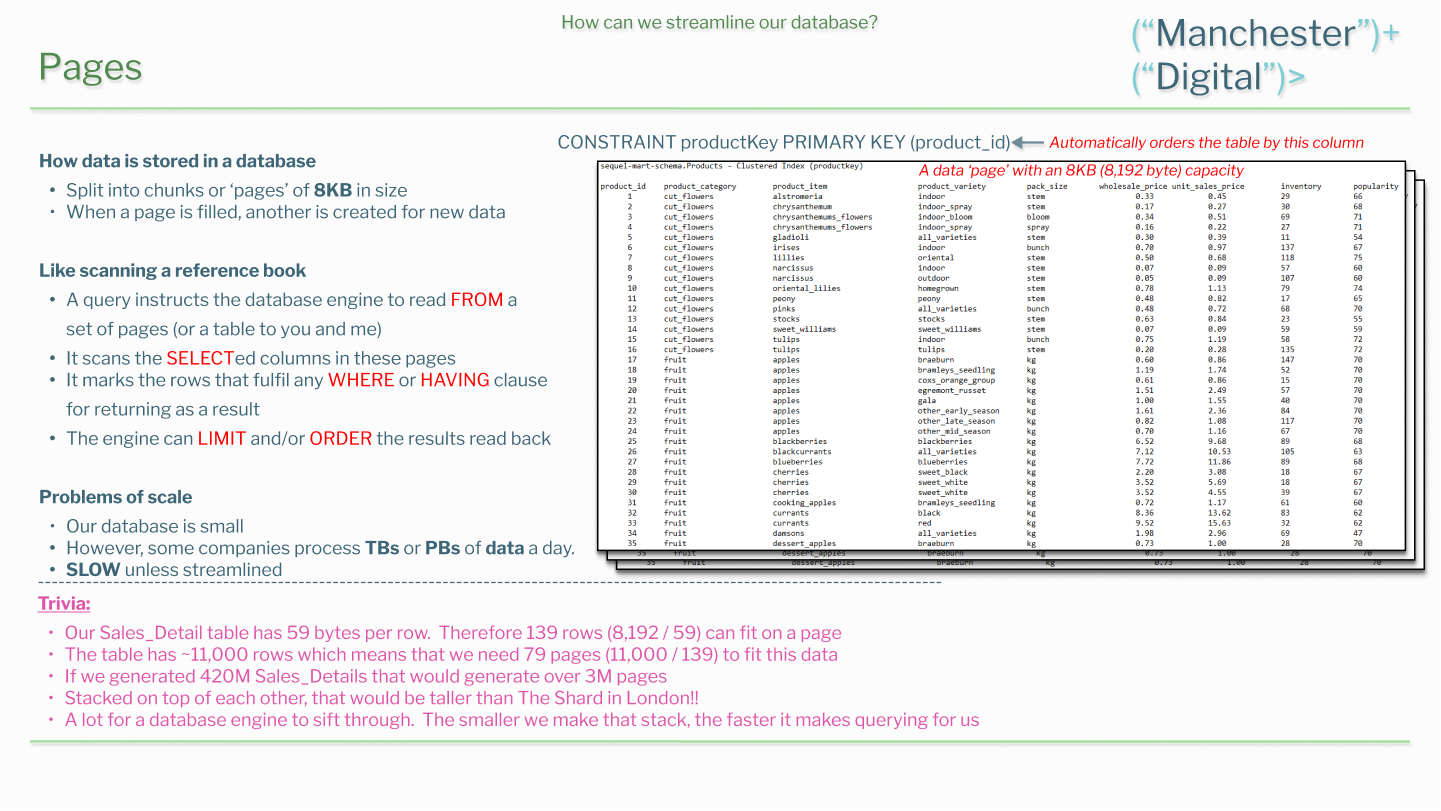 How can we streamline our database?
("Manchester")+
("Digital")>
Pages
CONSTRAINT productKey PRIMARY KEY (product_id)
Automatically orders the table by this column
How data is stored in a database
• Split into chunks or ‘pages’ of 8KB in size
• When a page is filled, another is created for new data
Like scanning a reference book
• A query instructs the database engine to read FROM a
set of pages (or a table to you and me)
• It scans the SELECTed columns in these pages
• It marks the rows that fulfil any WHERE or HAVING clause
for returning as a result
• The engine can LIMIT and/or ORDER the results read back
Problems of scale
• Our database is small
• However, some companies process TBs or PBs of data a day.
• SLOW unless streamlined
sequel-mart-schema.Products - Clustered Index (productkey)
A data ‘page’ with an 8KB (8,192 byte) capacity
product_id product_category product_item product_variety pack_size wholesale_price unit_sales_price inventory popularity
1 cut_flowers alstromeria indoor stem 0.33 0.45 29 66
2 cut_flowers chrysanthemum indoor_spray stem 0.17 0.27 30 68
3 cut_flowers chrysanthemums_flowers indoor_bloom bloom 0.34 0.51 69 71
4 cut_flowers chrysanthemums_flowers indoor_spray spray 0.16 0.22 27 71
5 cut_flowers gladioli all_varieties stem 0.30 0.39 11 54
6 cut_flowers irises indoor bunch 0.70 0.97 137 67
7 cut_flowers lillies oriental stem 0.50 0.68 118 75
8 cut_flowers narcissus indoor stem 0.07 0.09 57 60
9 cut_flowers narcissus outdoor stem 0.05 0.09 107 60
10 cut_flowers oriental_lilies homegrown stem 0.78 1.13 79 74
11 cut_flowers peony peony stem 0.48 0.82 17 65
12 cut_flowers pinks all_varieties bunch 0.48 0.72 68 70
13 cut_flowers stocks stocks stem 0.63 0.84 23 55
14 cut_flowers sweet_williams sweet_williams stem 0.07 0.09 59 59
15 cut_flowers tulips indoor bunch 0.75 1.19 58 72
16 cut_flowers tulips tulips stem 0.20 0.28 135 72
17 fruit apples braeburn kg 0.60 0.86 147 70
18 fruit apples bramleys_seedling kg 1.19 1.74 52 70
19 fruit apples coxs_orange_group kg 0.61 0.86 15 70
20 fruit apples egremont_russet kg 1.51 2.49 57 70
21 fruit apples gala kg 1.00 1.55 40 70
22 fruit apples other_early_season kg 1.61 2.36 84 70
23 fruit apples other_late_season kg 0.82 1.08 117 70
24 fruit apples other_mid_season kg 0.70 1.16 67 70
25 fruit blackberries blackberries kg 6.52 9.68 89 68
26 fruit blackcurrants all_varieties kg 7.12 10.53 105 63
27 fruit blueberries blueberries kg 7.72 11.86 89 68
28 fruit cherries sweet_black kg 2.20 3.08 18 67
29 fruit cherries sweet_white kg 3.52 5.69 18 67
30 fruit cherries sweet_white kg 3.52 4.55 39 67
31 fruit cooking_apples bramleys_seedling kg 0.72 1.17 61 60
32 fruit currants black kg 8.36 13.62 83 62
33 fruit currants red kg 9.52 15.63 32 62
34 fruit damsons all_varieties kg 1.98 2.96 69 47
35 fruit dessert_apples braeburn kg 0.73 1.00 28 70
35 fruit dessert_apples braeburn kg 0.73 1.00 28 70
35 fruit dessert_apples braeburn kg 0.73 1.00 28 70
Trivia:
• Our Sales_Detail table has 59 bytes per row. Therefore 139 rows (8,192 / 59) can fit on a page
• The table has ~11,000 rows which means that we need 79 pages (11,000 / 139) to fit this data
• If we generated 420M Sales_Details that would generate over 3M pages
• Stacked on top of each other, that would be taller than The Shard in London!!
• A lot for a database engine to sift through. The smaller we make that stack, the faster it makes querying for us